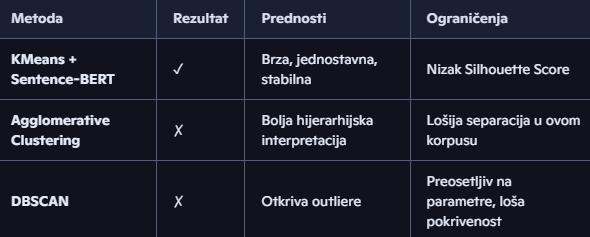 Metoda Rezultat Prednosti Ograničenja
KMeans +
Sentence-BERT
✓
Brza, jednostavna,
stabilna
Nizak Silhouette Score
Agglomerative
Clustering
✗
Bolja hijerarhijska
interpretacija
Lošija separacija u ovom
korpusu
DBSCAN
✗
Otkriva outliere
Preosetljiv na
parametre, loša
pokrivenost